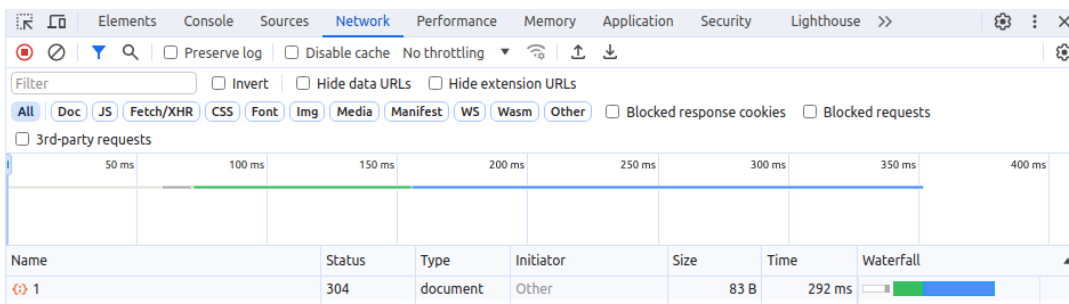 Elements Console Sources Network Performance Memory Application Security Lighthouse
Preserve log Disable cache No throttling
Filter Invert Hide data URLs Hide extension URLs
All Doc JS Fetch/XHR CSS Font Img Media Manifest WS Wasm Other Blocked response cookies Blocked requests
3rd-party requests
50 ms 100 ms 150 ms 200 ms 250 ms 300 ms 350 ms 400 ms
Name Status Type Initiator Size Time Waterfall
1 304 document Other 83 B 292 ms